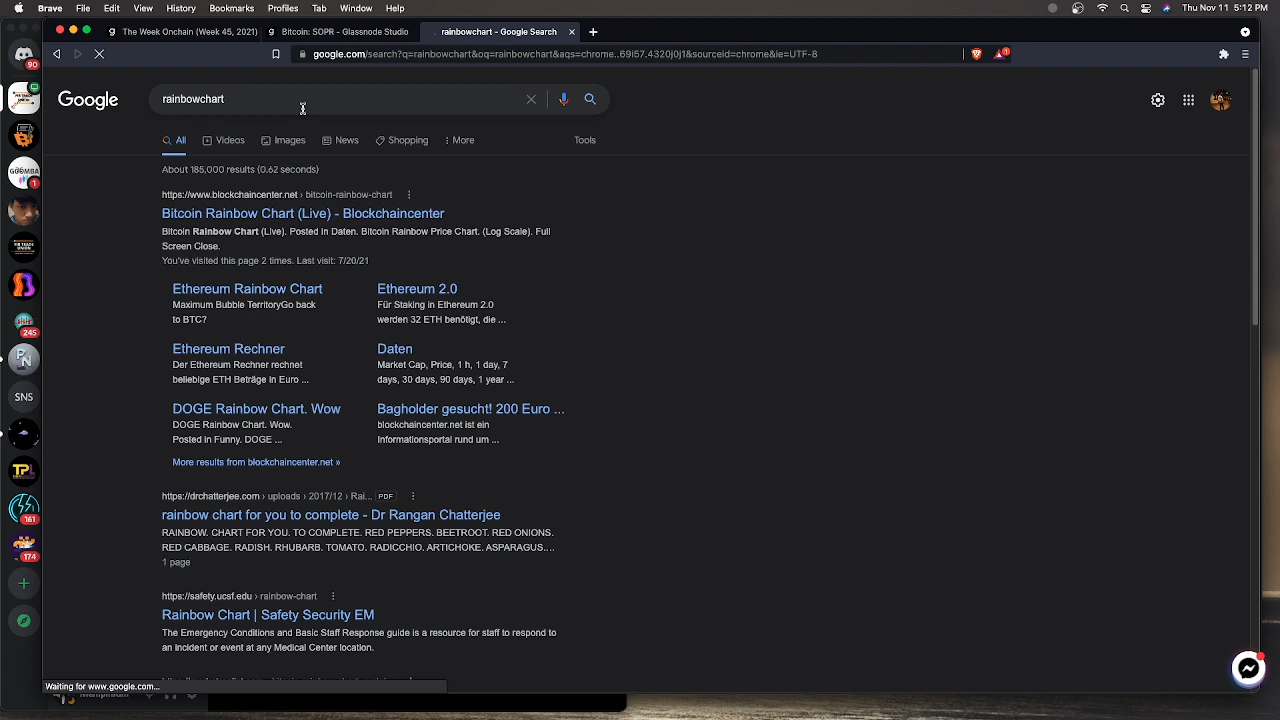 Brave File Edit View History Bookmarks Profiles Tab Window Help Thu Nov 11 5:12 PM
The Week Onchain (Week 45, 2021) Bitcoin: SOPR - Glassnode Studio rainbowchart - Google Search
google.com/search?q=rainbowchart&oq=rainbowchart&aqs=chrome..69i57.4320j0j1&sourceid=chrome&ie=UTF-8 1
90
Google rainbowchart
All Videos Images News Shopping More Tools
About 185,000 results (0.62 seconds)
GOOMBA
1
https://www.blockchaincenter.net › bitcoin-rainbow-chart
Bitcoin Rainbow Chart (Live) - Blockchaincenter
Bitcoin Rainbow Chart (Live). Posted in Daten. Bitcoin Rainbow Price Chart. (Log Scale). Full
Screen Close.
You've visited this page 2 times. Last visit: 7/20/21
Ethereum Rainbow Chart
Maximum Bubble TerritoryGo back
to BTC?
Ethereum 2.0
Für Staking in Ethereum 2.0
werden 32 ETH benötigt, die ...
245
Ethereum Rechner
Der Ethereum Rechner rechnet
beliebige ETH Beträge in Euro ...
Daten
Market Cap, Price, 1 h, 1 day, 7
days, 30 days, 90 days, 1 year ...
SNS
DOGE Rainbow Chart. Wow
DOGE Rainbow Chart. Wow.
Posted in Funny. DOGE ...
Bagholder gesucht! 200 Euro ...
blockchaincenter.net ist ein
Informationsportal rund um ...
More results from blockchaincenter.net »
TPL
https://drchatterjee.com › uploads › 2017/12 › Rai... PDF
rainbow chart for you to complete - Dr Rangan Chatterjee
RAINBOW. CHART FOR YOU. TO COMPLETE. RED PEPPERS. BEETROOT. RED ONIONS.
RED CABBAGE. RADISH. RHUBARB. TOMATO. RADICCHIO. ARTICHOKE. ASPARAGUS....
1 page
161
174
https://safety.ucsf.edu › rainbow-chart
Rainbow Chart | Safety Security EM
The Emergency Conditions and Basic Staff Response guide is a resource for staff to respond to
an incident or event at any Medical Center location.
Waiting for www.google.com...